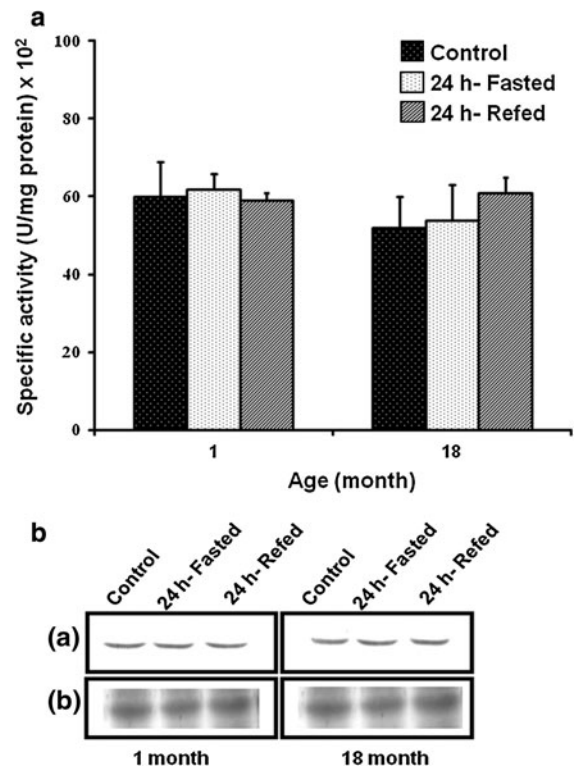 a
Specific activity (U/mg protein) x 10²
100
80
60
40
20
0
Control
24 h- Fasted
24 h- Refed
1
18
Age (month)
b
Control
24 h- Fasted
24 h- Refed
Control
24 h- Fasted
24 h- Refed
(a)
(b)
1 month
18 month